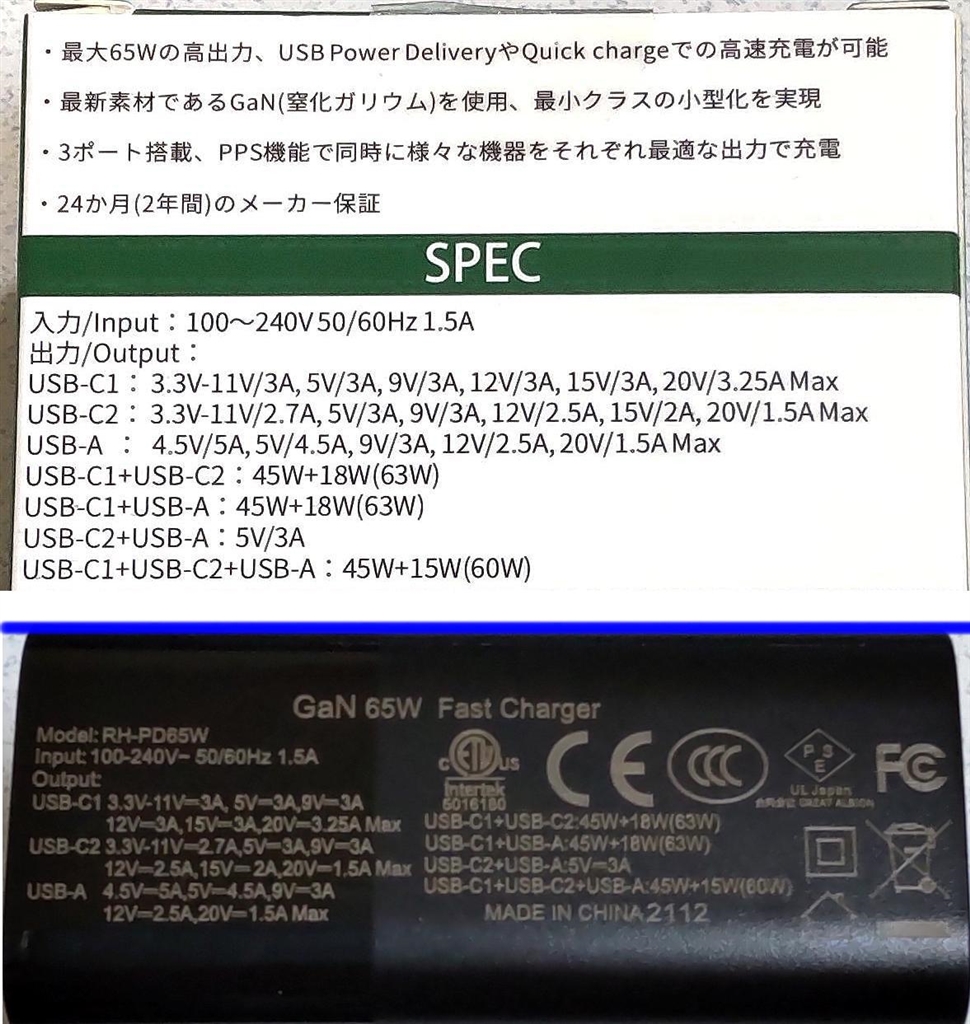 ・最大65Wの高出力、USB Power DeliveryやQuick chargeでの高速充電が可能
・最新素材であるGaN(窒化ガリウム)を使用、最小クラスの小型化を実現
・3ポート搭載、PPS機能で同時に様々な機器をそれぞれ最適な出力で充電
・24か月(2年間)のメーカー保証
SPEC
入力/Input：100～240V 50/60Hz 1.5A
出力/Output：
USB-C1：3.3V-11V/3A, 5V/3A, 9V/3A, 12V/3A, 15V/3A, 20V/3.25A Max
USB-C2：3.3V-11V/2.7A, 5V/3A, 9V/3A, 12V/2.5A, 15V/2A, 20V/1.5A Max
USB-A ： 4.5V/5A, 5V/4.5A, 9V/3A, 12V/2.5A, 20V/1.5A Max
USB-C1+USB-C2：45W+18W(63W)
USB-C1+USB-A：45W+18W(63W)
USB-C2+USB-A：5V/3A
USB-C1+USB-C2+USB-A：45W+15W(60W)
GaN 65W Fast Charger
Model: RH-PD65W
Input: 100-240V~ 50/60Hz 1.5A
Output:
USB-C1 3.3V-11V⎓3A, 5V⎓3A,9V⎓3A
12V⎓3A,15V⎓3A,20V⎓3.25A Max
USB-C2 3.3V-11V⎓2.7A,5V⎓3A,9V⎓3A
12V⎓2.5A,15V⎓2A,20V⎓1.5A Max
USB-A 4.5V⎓5A,5V⎓4.5A,9V⎓3A
12V⎓2.5A,20V⎓1.5A Max
c ETL US
Intertek
5016180
CE
CCC
PSE
UL Japan
合同会社 GREAT ALBION
FC
USB-C1+USB-C2:45W+18W(63W)
USB-C1+USB-A:45W+18W(63W)
USB-C2+USB-A:5V⎓3A
USB-C1+USB-C2+USB-A:45W+15W(60W)
MADE IN CHINA 2112